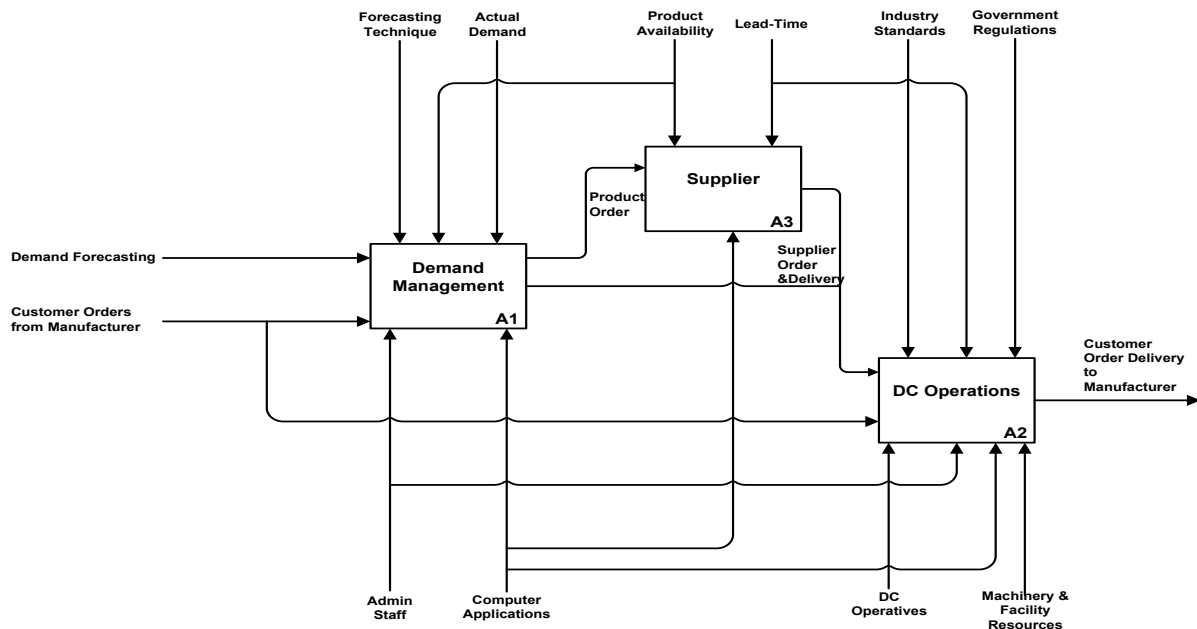 Forecasting
Technique
Actual
Demand
Product
Availability
Lead-Time
Industry
Standards
Government
Regulations
Supplier
A3
Product
Order
Demand Forecasting
Demand
Management
A1
Supplier
Order
&Delivery
Customer Orders
from Manufacturer
Customer
Order Delivery
to
Manufacturer
DC Operations
A2
Admin
Staff
Computer
Applications
DC
Operatives
Machinery &
Facility
Resources